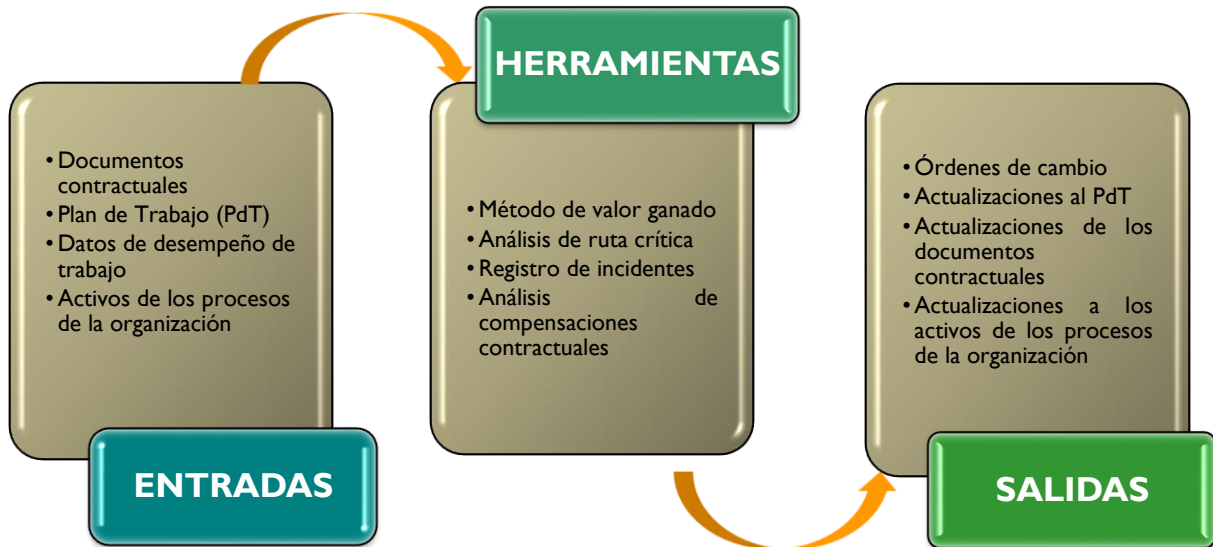 • Documentos
contractuales
• Plan de Trabajo (PdT)
• Datos de desempeño de
trabajo
• Activos de los procesos
de la organización
ENTRADAS
HERRAMIENTAS
• Método de valor ganado
• Análisis de ruta crítica
• Registro de incidentes
• Análisis de
compensaciones
contractuales
• Órdenes de cambio
• Actualizaciones al PdT
• Actualizaciones de los
documentos
contractuales
• Actualizaciones a los
activos de los procesos
de la organización
SALIDAS